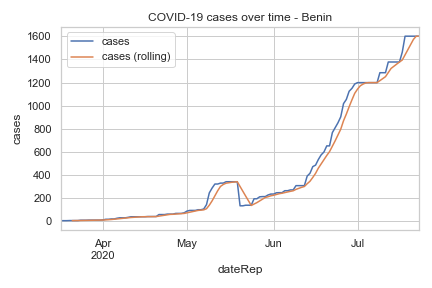 COVID-19 cases over time - Benin
cases
cases (rolling)
1600
1400
1200
1000
800
600
400
200
0
cases
Apr
2020
May
Jun
Jul
dateRep